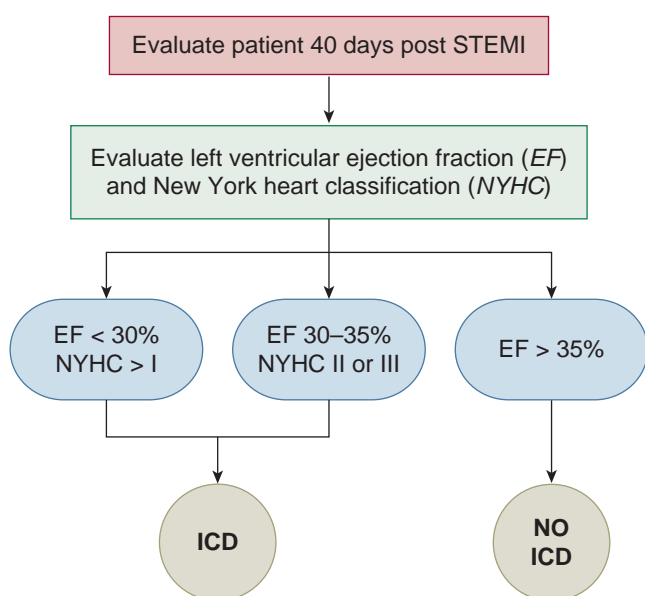 Evaluate patient 40 days post STEMI
Evaluate left ventricular ejection fraction (EF)
and New York heart classification (NYHC)
EF < 30%
NYHC > I
EF 30–35%
NYHC II or III
EF > 35%
ICD
NO
ICD